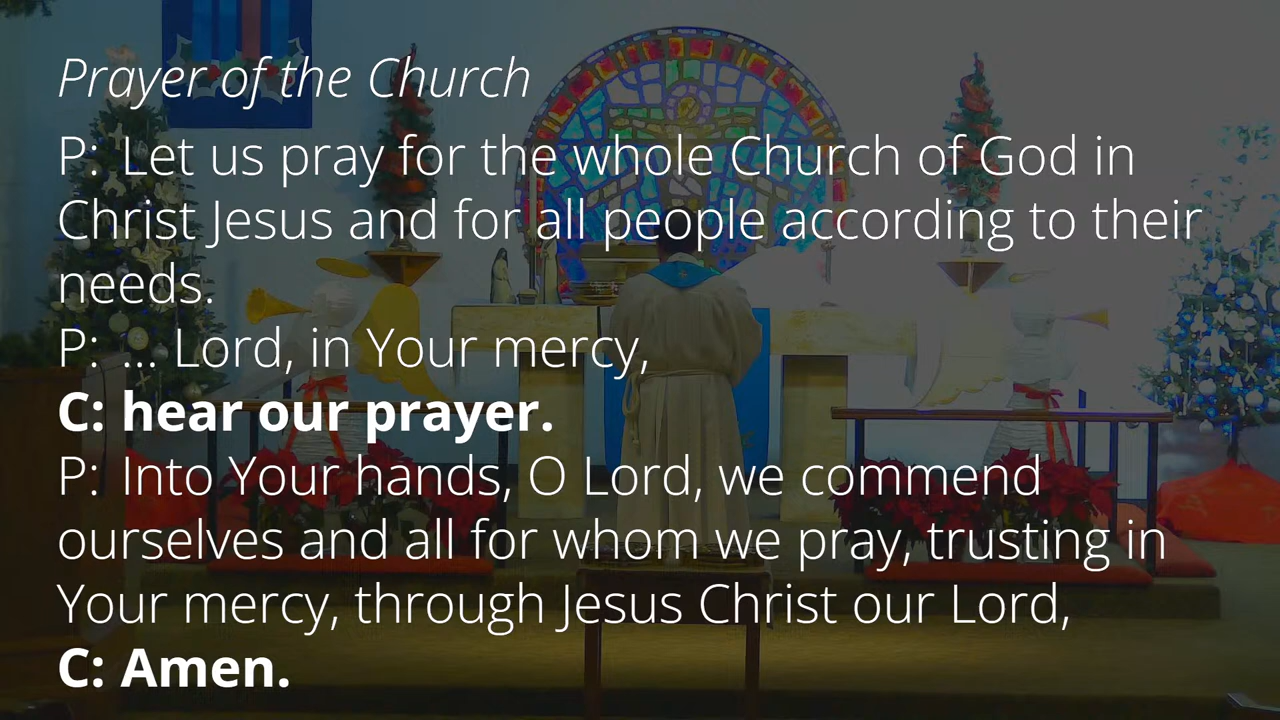 Prayer of the Church
P: Let us pray for the whole Church of God in
Christ Jesus and for all people according to their
needs.
P: ... Lord, in Your mercy,
C: hear our prayer.
P: Into Your hands, O Lord, we commend
ourselves and all for whom we pray, trusting in
Your mercy, through Jesus Christ our Lord,
C: Amen.